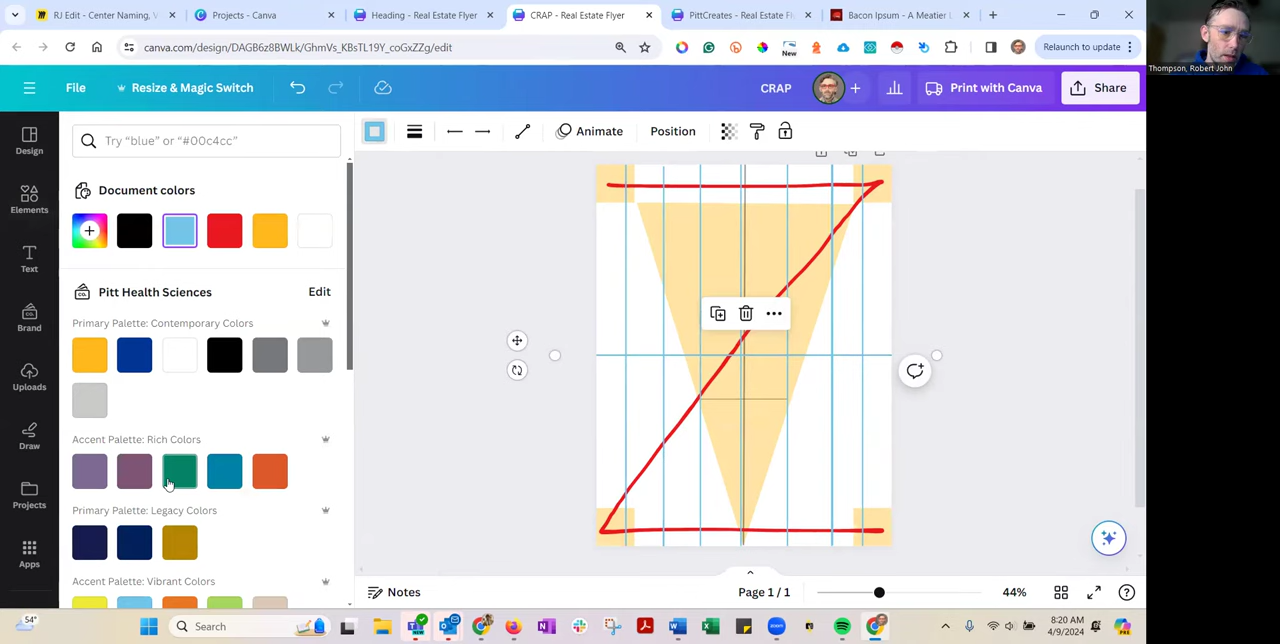 RJ Edit - Center Naming, V
Projects - Canva
Heading - Real Estate Flyer
CRAP - Real Estate Flyer
PittCreates - Real Estate Fl
Bacon Ipsum - A Meatier L
canva.com/design/DAGB6z8BWLk/GhmVs_KBsTL19Y_coGxZZg/edit
New
Relaunch to update
Thompson, Robert John
File
Resize & Magic Switch
CRAP
Print with Canva
Share
Design
Elements
Text
Brand
Uploads
Draw
Projects
Apps
Try “blue” or “#00c4cc”
Animate
Position
Document colors
Pitt Health Sciences
Edit
Primary Palette: Contemporary Colors
Accent Palette: Rich Colors
Primary Palette: Legacy Colors
Accent Palette: Vibrant Colors
Notes
Page 1 / 1
44%
54°
Search
8:20 AM
4/9/2024